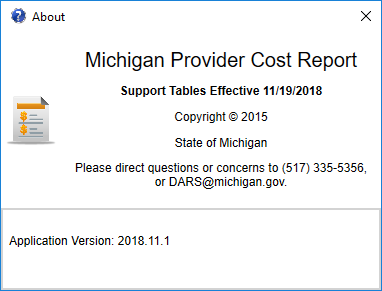 About
Michigan Provider Cost Report
Support Tables Effective 11/19/2018
Copyright © 2015
State of Michigan
Please direct questions or concerns to (517) 335-5356,
or DARS@michigan.gov.
Application Version: 2018.11.1